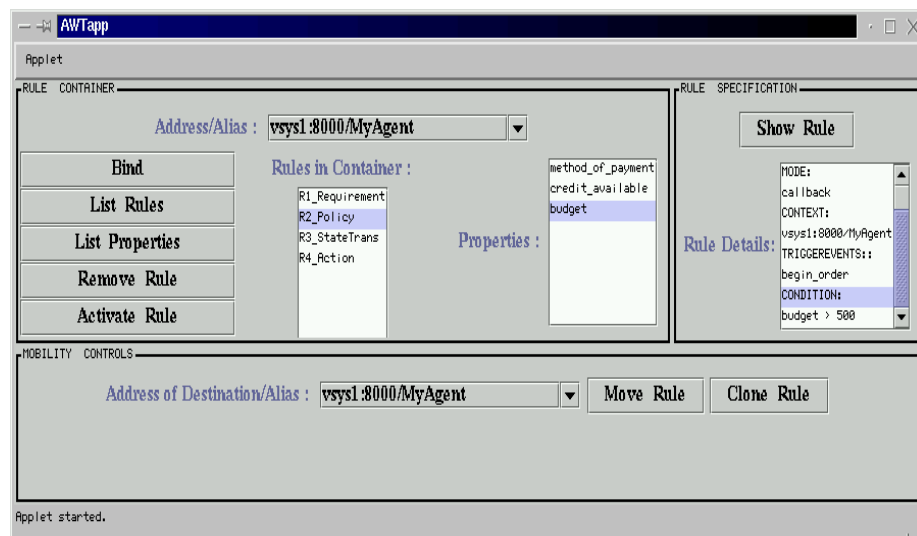 AWTapp
Applet
RULE CONTAINER
Address/Alias : vsys1:8000/MyAgent
Bind
List Rules
List Properties
Remove Rule
Activate Rule
Rules in Container :
R1_Requirement
R2_Policy
R3_StateTrans
R4_Action
Properties :
method_of_payment
credit_available
budget
RULE SPECIFICATION
Show Rule
Rule Details:
MODE:
callback
CONTEXT:
vsys1:8000/MyAgent
TRIGGEREVENTS::
begin_order
CONDITION:
budget > 500
MOBILITY CONTROLS
Address of Destination/Alias : vsys1:8000/MyAgent
Move Rule
Clone Rule
Applet started.